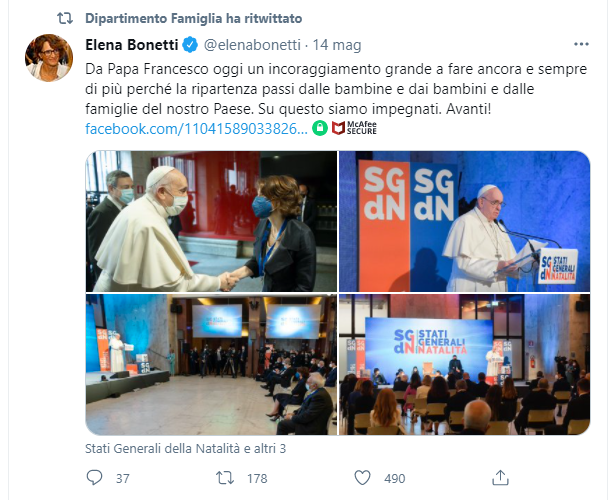 Dipartimento Famiglia ha ritwittato
Elena Bonetti @elenabonetti · 14 mag
Da Papa Francesco oggi un incoraggiamento grande a fare ancora e sempre
di più perché la ripartenza passi dalle bambine e dai bambini e dalle
famiglie del nostro Paese. Su questo siamo impegnati. Avanti!
facebook.com/11041589033826... McAfee
SECURE
SG SG
dN dN
SG STATI
dN GENERALI
NATALITÀ
SG STATI
dN GENERALI
NATALITÀ
SG
dN
Stati Generali della Natalità e altri 3
37 178 490